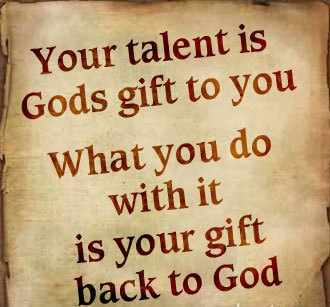 Your talent is
Gods gift to you
What you do
with it
is your gift
back to God